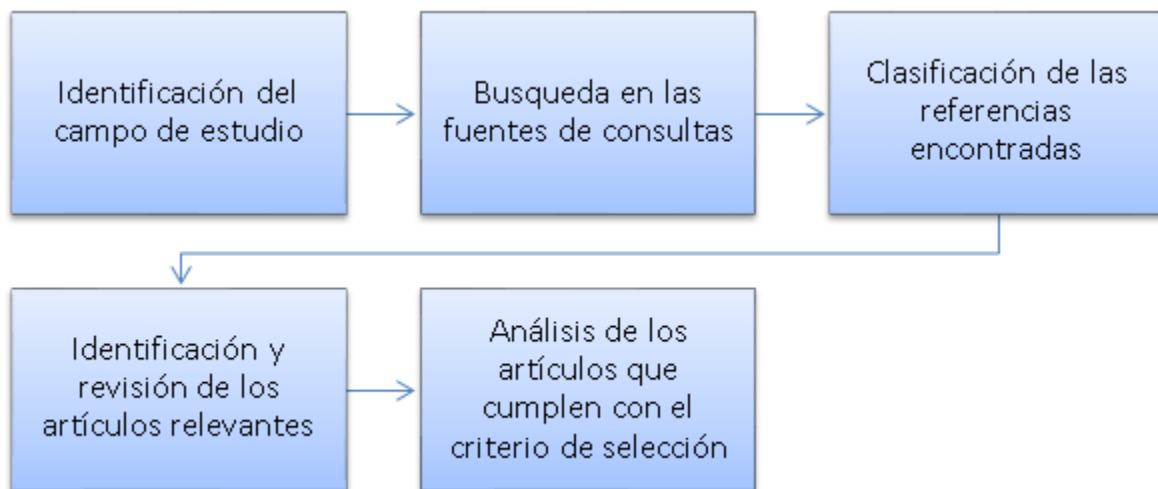 Identificación del
campo de estudio
Busqueda en las
fuentes de consultas
Clasificación de las
referencias
encontradas
Identificación y
revisión de los
artículos relevantes
Análisis de los
artículos que
cumplen con el
criterio de selección